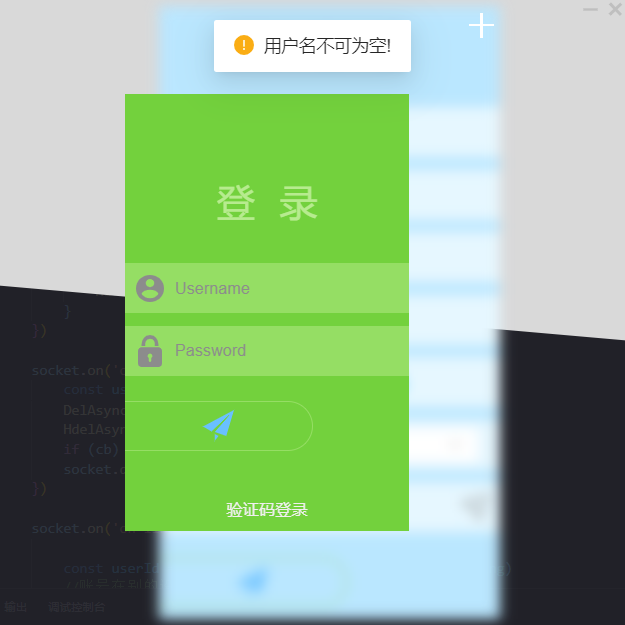 用户名不可为空!
登 录
Username
Password
验证码登录
}
})
socket.on('
const us
DelAsync
HdelAsyn
if (cb)
socket.
})
socket.on('
const userId
输出 调试控制台